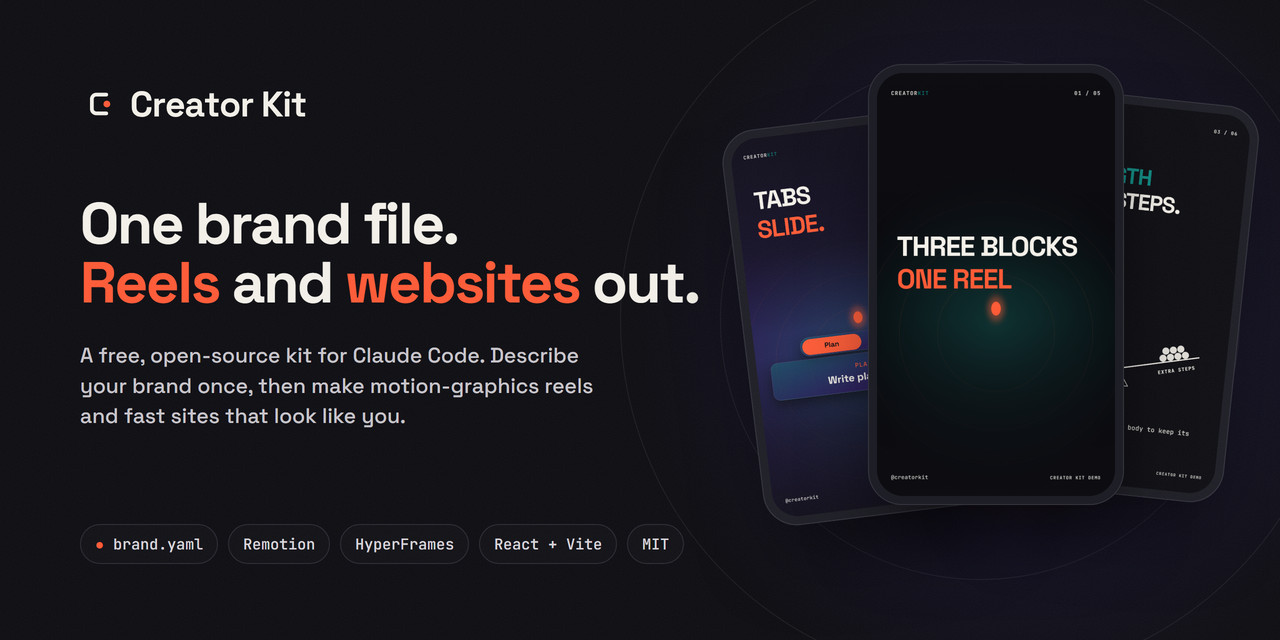 Creator Kit
One brand file.
Reels and websites out.
A free, open-source kit for Claude Code. Describe
your brand once, then make motion-graphics reels
and fast sites that look like you.
brand.yaml
Remotion
HyperFrames
React + Vite
MIT
CREATORKIT
TABS
SLIDE.
Plan
Write
@creatorkit
CREATORKIT
01 / 05
THREE BLOCKS
ONE REEL
@creatorkit
CREATOR KIT DEMO
03 / 06
STEPS.
EXTRA STEPS
body to keep its
CREATOR KIT DEMO